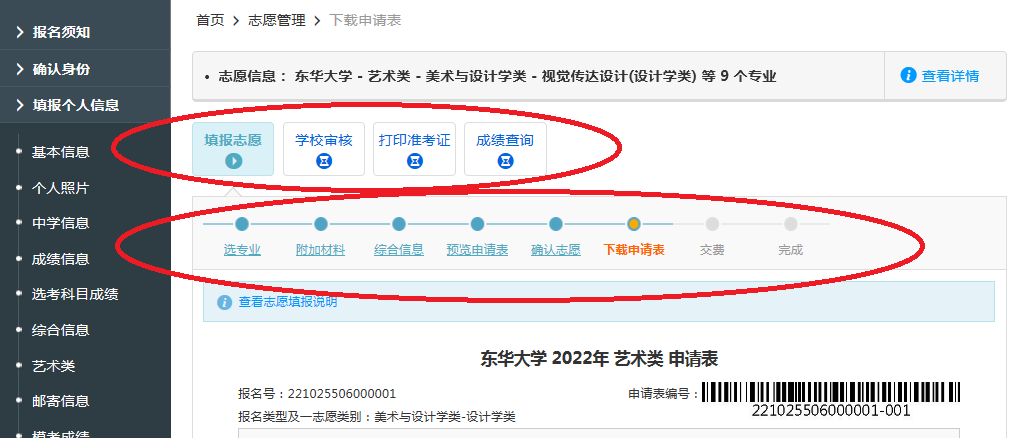 报名须知
确认身份
填报个人信息
基本信息
个人照片
中学信息
成绩信息
选考科目成绩
综合信息
艺术类
邮寄信息
模考成绩
首页 > 志愿管理 > 下载申请表
• 志愿信息： 东华大学 - 艺术类 - 美术与设计学类 - 视觉传达设计(设计学类) 等 9 个专业
查看详情
填报志愿 学校审核 打印准考证 成绩查询
选专业 附加材料 综合信息 预览申请表 确认志愿 下载申请表 交费 完成
查看志愿填报说明
东华大学 2022年 艺术类 申请表
报名号：221025506000001 申请表编号：
221025506000001-001
报名类型及一志愿类别：美术与设计学类-设计学类